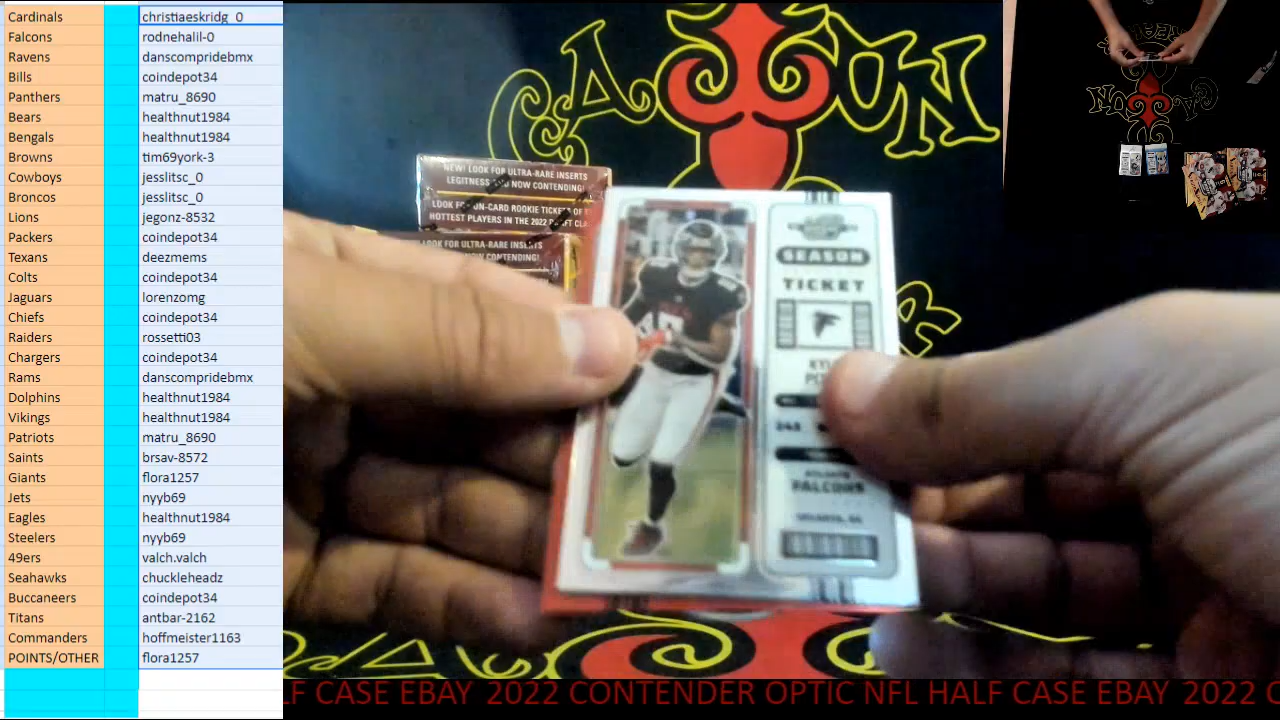 Cardinals christiaeskridg_0
Falcons rodnehalil-0
Ravens danscompridebmx
Bills coindepot34
Panthers matru_8690
Bears healthnut1984
Bengals healthnut1984
Browns tim69york-3
Cowboys jesslitsc_0
Broncos jesslitsc_0
Lions jegonz-8532
Packers coindepot34
Texans deezmems
Colts coindepot34
Jaguars lorenzomg
Chiefs coindepot34
Raiders rossetti03
Chargers coindepot34
Rams danscompridebmx
Dolphins healthnut1984
Vikings healthnut1984
Patriots matru_8690
Saints brsav-8572
Giants flora1257
Jets nyyb69
Eagles healthnut1984
Steelers nyyb69
49ers valch.valch
Seahawks chuckleheadz
Buccaneers coindepot34
Titans antbar-2162
Commanders hoffmeister1163
POINTS/OTHER flora1257
NEW! LOOK FOR ULTRA-RARE INSERTS
LEGITNESS NOW CONTENDING!
LOOK FOR ON-CARD ROOKIE TICKETS OF
HOTTEST PLAYERS IN THE 2022 DRAFT
LOOK FOR ULTRA-RARE INSERTS
NOW CONTENDING!
SEASON
TICKET
FALCONS
F CASE EBAY 2022 CONTENDER OPTIC NFL HALF CASE EBAY 2022 C